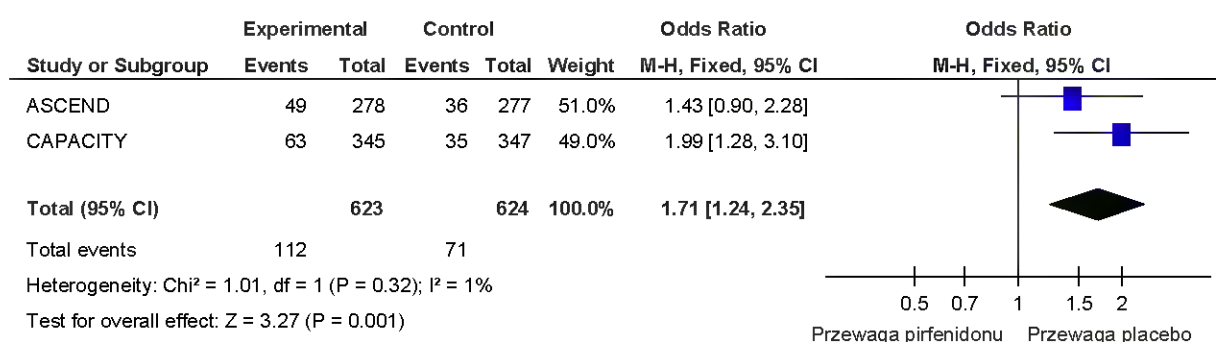 Experimental Control Odds Ratio Odds Ratio
Study or Subgroup Events Total Events Total Weight M-H, Fixed, 95% CI M-H, Fixed, 95% CI
ASCEND 49 278 36 277 51.0% 1.43 [0.90, 2.28]
CAPACITY 63 345 35 347 49.0% 1.99 [1.28, 3.10]
Total (95% CI) 623 624 100.0% 1.71 [1.24, 2.35]
Total events 112 71
Heterogeneity: Chi² = 1.01, df = 1 (P = 0.32); I² = 1%
Test for overall effect: Z = 3.27 (P = 0.001)
0.5 0.7 1 1.5 2
Przewaga pirfenidonu Przewaga placebo